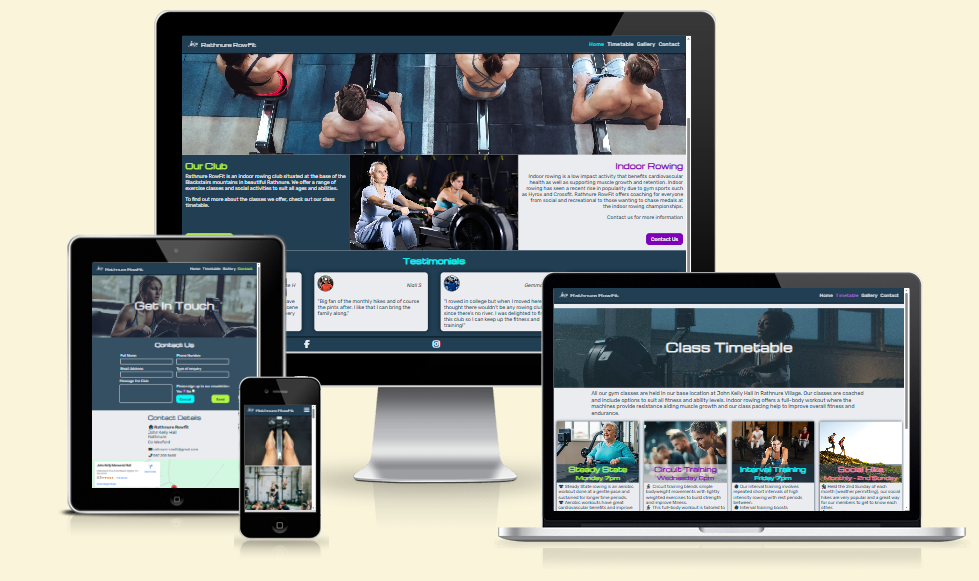 Rathnure RowFit
Home Timetable Gallery Contact
Our Club
Rathnure RowFit is an indoor rowing club situated at the base of the
Blackstairs mountains in beautiful Rathnure. We offer a range of
exercise classes and social activities to suit all ages and abilities.
To find out more about the classes we offer, check out our class
timetable.
Indoor Rowing
Indoor rowing is a low impact activity that benefits cardiovascular
health as well as supporting muscle growth and retention. Indoor
rowing has seen a recent rise in popularity due to gym sports such
as Hyrox and Crossfit. Rathnure RowFit offers coaching for everyone
from social and recreational to those wanting to chase medals at
the indoor rowing championships.
Contact us for more information
Contact Us
Testimonials
Niall S
"Big fan of the monthly hikes and of course
the pints after. I like that I can bring the
family along."
Gemma
"I rowed in college but when I moved here
thought there wouldn't be any rowing clu
since there's no river. I was delighted to fi
this club so I can keep up the fitness and
training!"
Rathnure RowFit
Home Timetable Gallery Contact
Get In Touch
Contact Us
Full Name
Phone Number
Email Address
Type of enquiry
Message For Club
Please sign up to our newsletter:
Yes No
Cancel
Send
Contact Details
Rathnure Rowfit
John Kelly Hall
Rathnure
Co Wexford
Rathnure RowFit
Rathnure RowFit
Home Timetable Gallery Contact
Class Timetable
All our gym classes are held in our base location at John Kelly Hall in Rathnure Village. Our classes are coached
and include options to suit all fitness and ability levels. Indoor rowing offers a full-body workout where the
machines provide resistance aiding muscle growth and our class pacing help to improve overall fitness and
endurance.
Steady State
Monday 7pm
Steady State rowing is an aerobic
workout done at a gentle pace and
sustained for longer time periods.
Aerobic workouts have great
cardiovascular benefits and improve
Circuit Training
Wednesday 6pm
Circuit training blends simple
bodyweight movements with lightly
weighted exercises to build strength
and improve fitness.
This full-body workout is tailored to
Interval Training
Friday 7pm
Our interval training involves
repeated short intervals of high
intensity rowing with rest periods
between.
Interval training boosts
Social Hike
Monthly - 2nd Sunday
Held the 2nd Sunday of each
month (weather permitting), our social
hikes are very popular and a great way
for our members to get to know each
other.